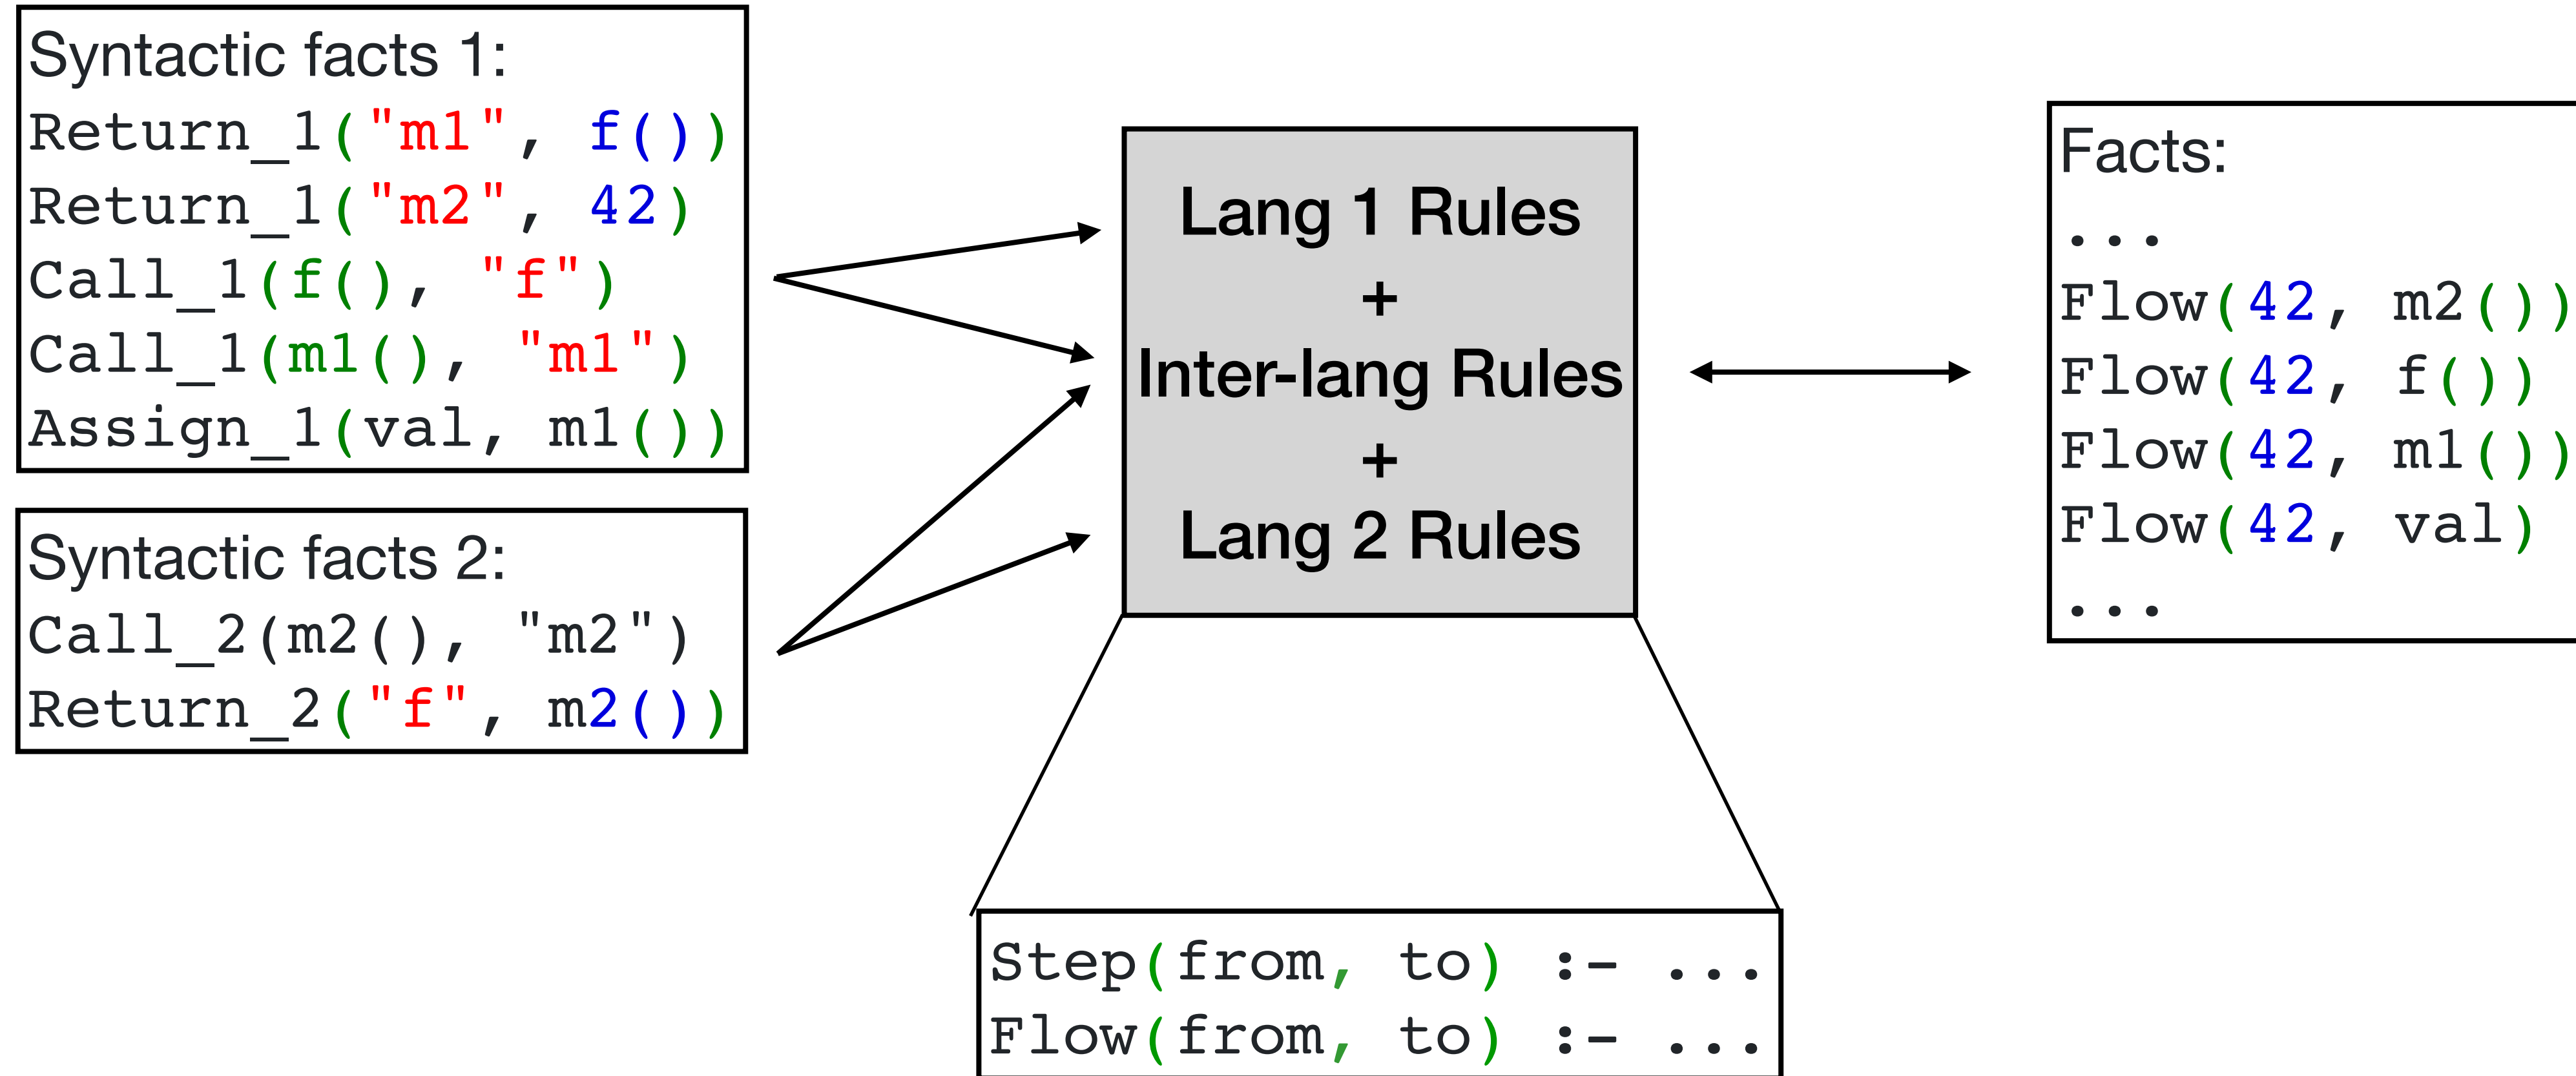 Syntactic facts 1:
Return_1("m1", f())
Return_1("m2", 42)
Call_1(f(), "f")
Call_1(m1(), "m1")
Assign_1(val, m1())
Syntactic facts 2:
Call_2(m2(), "m2")
Return_2("f", m2())
Lang 1 Rules
+
Inter-lang Rules
+
Lang 2 Rules
Step(from, to) :- ...
Flow(from, to) :- ...
Facts:
...
Flow(42, m2())
Flow(42, f())
Flow(42, m1())
Flow(42, val)
...